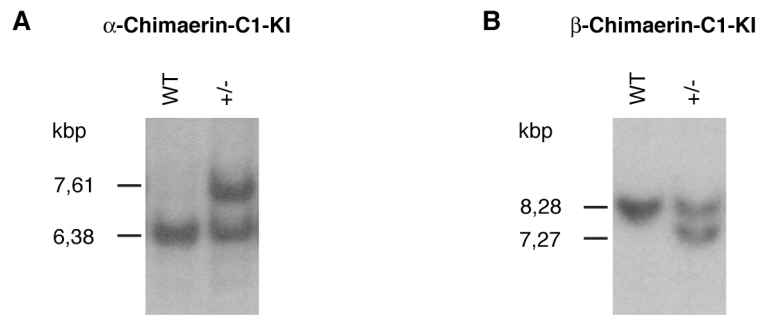 A
α-Chimaerin-C1-KI
WT
+/-
kbp
7,61
6,38
B
β-Chimaerin-C1-KI
WT
+/-
kbp
8,28
7,27